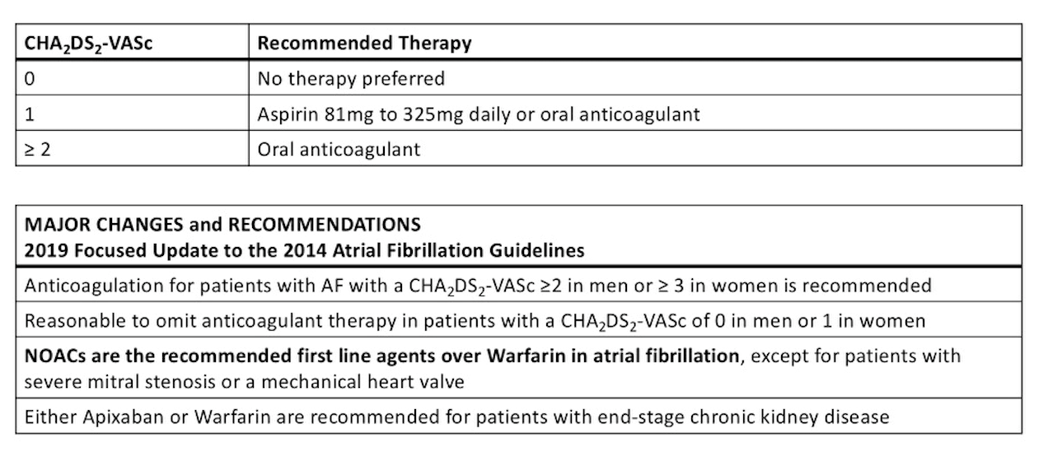 CHA₂DS₂-VASc Recommended Therapy
0 No therapy preferred
1 Aspirin 81mg to 325mg daily or oral anticoagulant
≥ 2 Oral anticoagulant
MAJOR CHANGES and RECOMMENDATIONS
2019 Focused Update to the 2014 Atrial Fibrillation Guidelines
Anticoagulation for patients with AF with a CHA₂DS₂-VASc ≥2 in men or ≥ 3 in women is recommended
Reasonable to omit anticoagulant therapy in patients with a CHA₂DS₂-VASc of 0 in men or 1 in women
NOACs are the recommended first line agents over Warfarin in atrial fibrillation, except for patients with
severe mitral stenosis or a mechanical heart valve
Either Apixaban or Warfarin are recommended for patients with end-stage chronic kidney disease